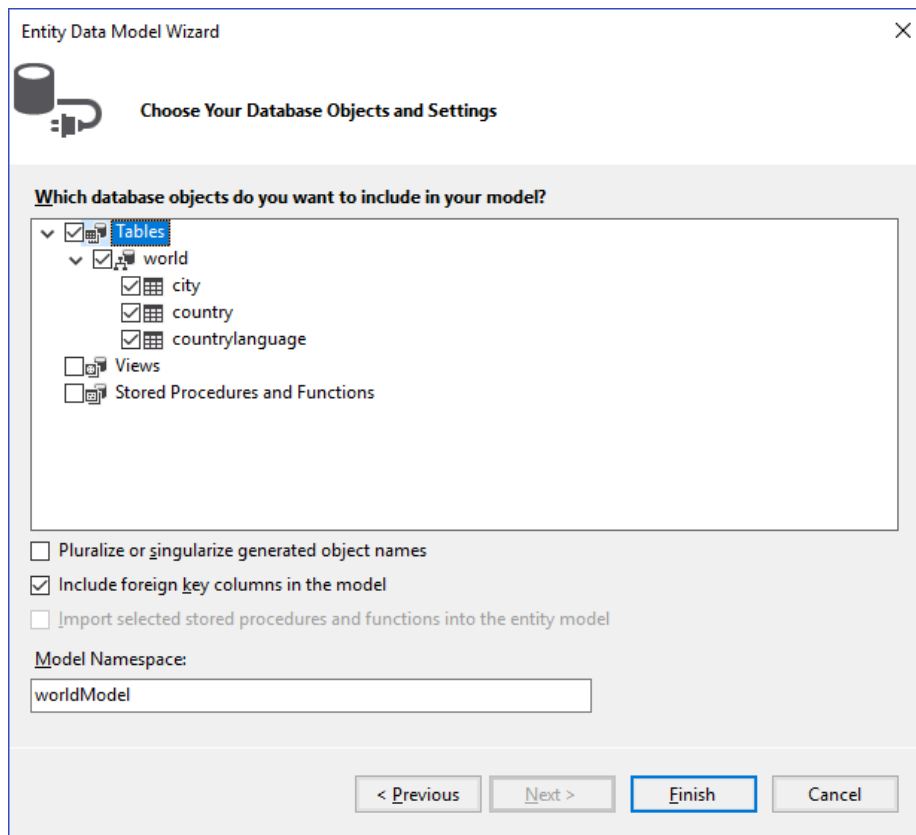 Entity Data Model Wizard
Choose Your Database Objects and Settings
Which database objects do you want to include in your model?
Tables
world
city
country
countrylanguage
Views
Stored Procedures and Functions
Pluralize or singularize generated object names
Include foreign key columns in the model
Import selected stored procedures and functions into the entity model
Model Namespace:
worldModel
< Previous Next > Finish Cancel